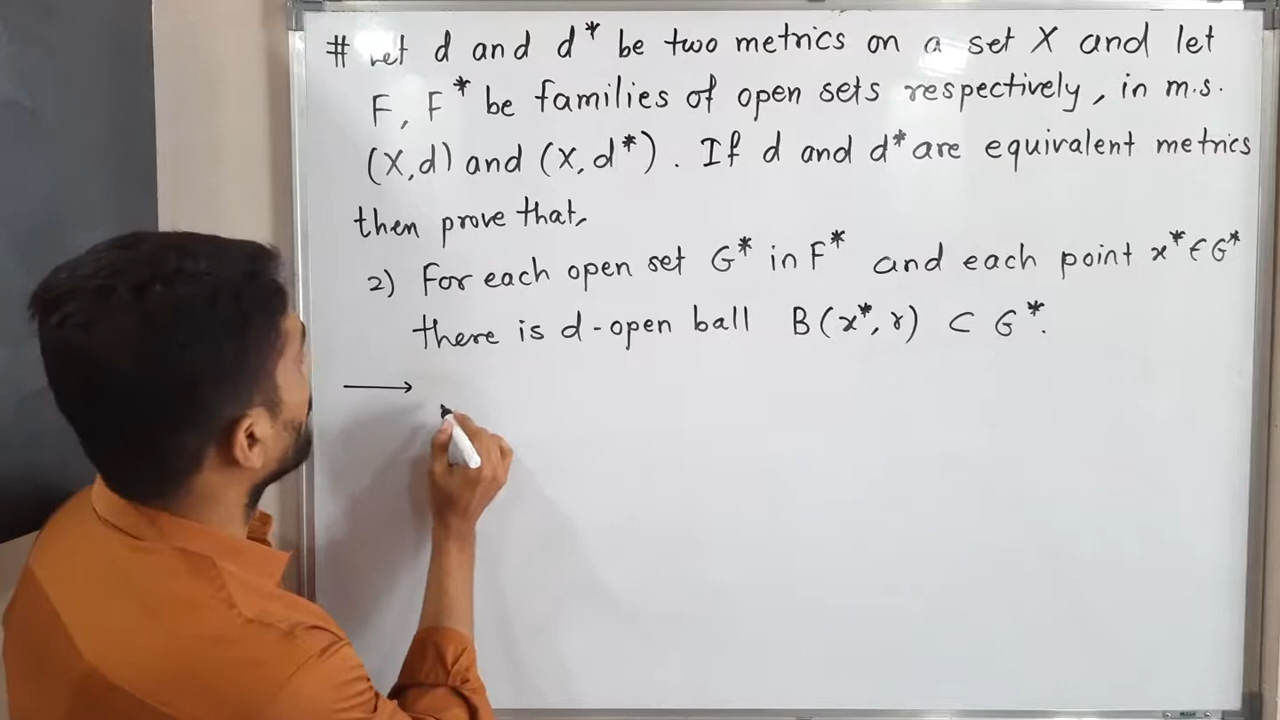 # Let d and d* be two metrics on a set X and let
F, F* be families of open sets respectively, in m.s.
(X,d) and (X,d*). If d and d* are equivalent metrics
then prove that,
2) For each open set G* in F* and each point x* ∈ G*
there is d-open ball B(x*, r) ⊂ G*.
⟶